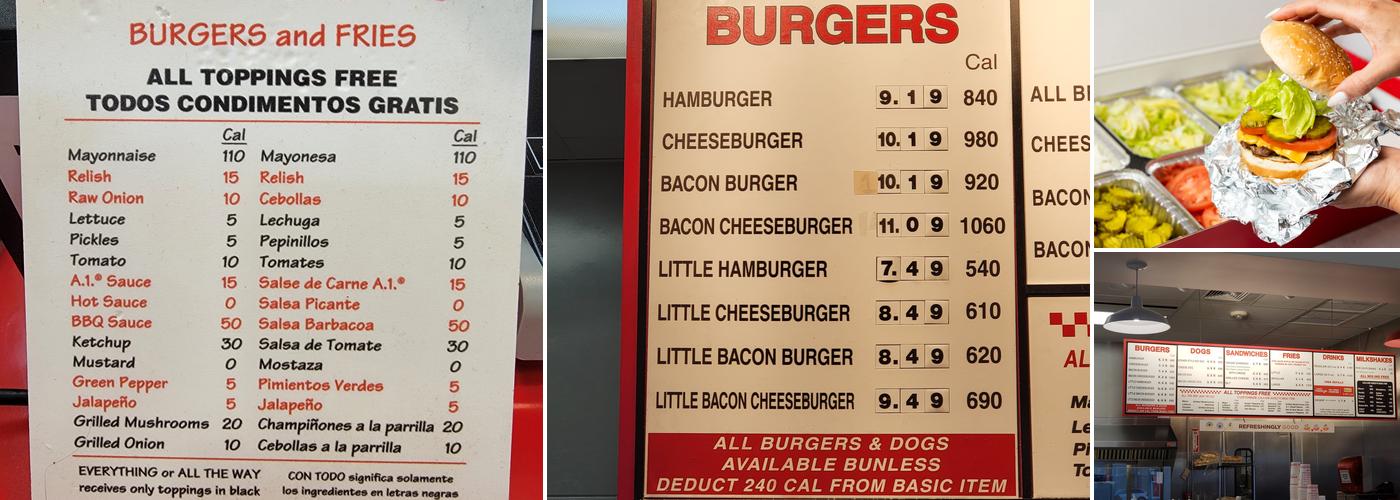 BURGERS and FRIES
ALL TOPPINGS FREE
TODOS CONDIMENTOS GRATIS
Cal Cal
Mayonnaise 110 Mayonesa 110
Relish 15 Relish 15
Raw Onion 10 Cebollas 10
Lettuce 5 Lechuga 5
Pickles 5 Pepinillos 5
Tomato 10 Tomates 10
A.1.® Sauce 15 Salse de Carne A.1.® 15
Hot Sauce 0 Salsa Picante 0
BBQ Sauce 50 Salsa Barbacoa 50
Ketchup 30 Salsa de Tomate 30
Mustard 0 Mostaza 0
Green Pepper 5 Pimientos Verdes 5
Jalapeño 5 Jalapeño 5
Grilled Mushrooms 20 Champiñones a la parrilla 20
Grilled Onion 10 Cebollas a la parrilla 10
EVERYTHING or ALL THE WAY
receives only toppings in black
CON TODO significa solamente
los ingredientes en letras negras
BURGERS
Cal
HAMBURGER 9.19 840
CHEESEBURGER 10.19 980
BACON BURGER 10.19 920
BACON CHEESEBURGER 11.09 1060
LITTLE HAMBURGER 7.49 540
LITTLE CHEESEBURGER 8.49 610
LITTLE BACON BURGER 8.49 620
LITTLE BACON CHEESEBURGER 9.49 690
ALL BURGERS & DOGS
AVAILABLE BUNLESS
DEDUCT 240 CAL FROM BASIC ITEM
ALL
BACON
BURGERS DOGS SANDWICHES FRIES DRINKS MILKSHAKES
ALL TOPPINGS FREE
REFRESHINGLY GOOD